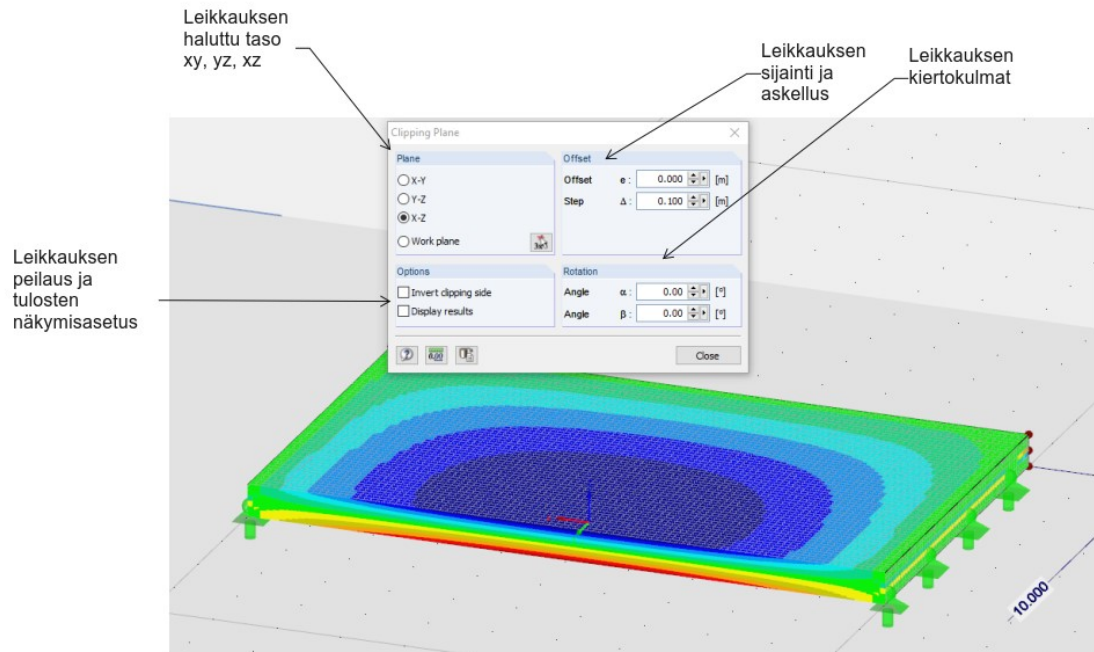 Leikkauksen
haluttu taso
xy, yz, xz
Leikkauksen
sijainti ja
askellus
Leikkauksen
kiertokulmat
Leikkauksen
peilaus ja
tulosten
näkymisasetus
Clipping Plane
Plane
X-Y
Y-Z
X-Z
Work plane
Offset
Offset e : 0.000 [m]
Step Δ : 0.100 [m]
Options
Invert clipping side
Display results
Rotation
Angle α : 0.00 [°]
Angle β : 0.00 [°]
0.00
Close
10.000